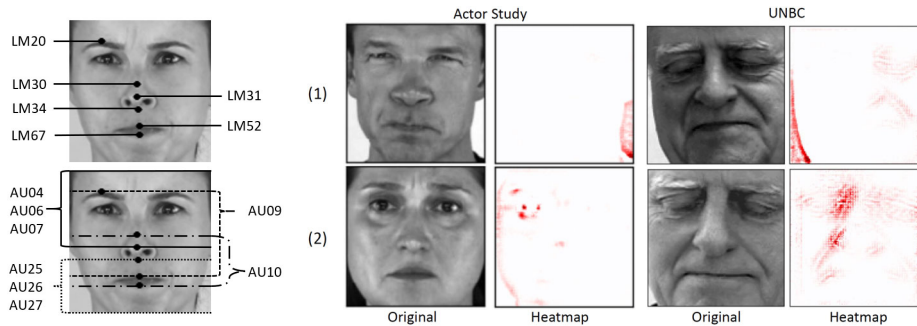 Actor Study UNBC
LM20
LM30
LM31
LM34
LM52
LM67
(1)
AU04
AU06
AU07
AU09
AU10
AU25
AU26
AU27
(2)
Original Heatmap Original Heatmap